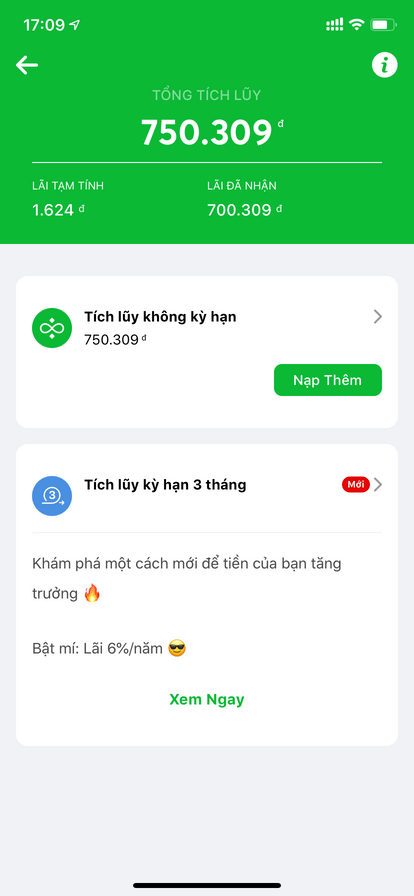 17:09
TỔNG TÍCH LŨY
750.309 đ
LÃI TẠM TÍNH
LÃI ĐÃ NHẬN
1.624 đ
700.309 đ
Tích lũy không kỳ hạn
750.309 đ
Nạp Thêm
3
Tích lũy kỳ hạn 3 tháng
Mới
Khám phá một cách mới để tiền của bạn tăng
trưởng 🔥
Bật mí: Lãi 6%/năm 😎
Xem Ngay